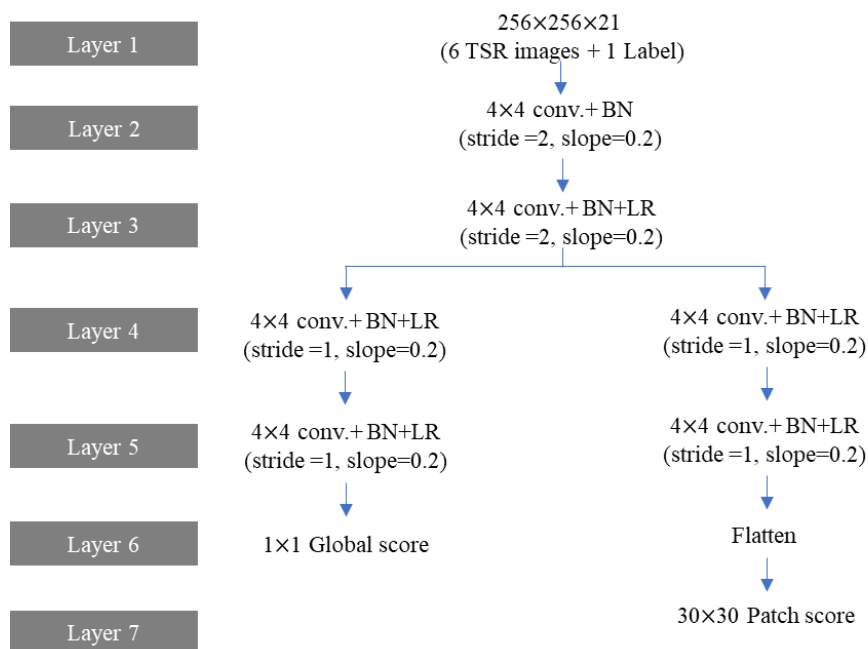 Layer 1
256×256×21
(6 TSR images + 1 Label)
Layer 2
4×4 conv.+ BN
(stride =2, slope=0.2)
Layer 3
4×4 conv.+ BN+LR
(stride =2, slope=0.2)
Layer 4
4×4 conv.+ BN+LR
(stride =1, slope=0.2)
4×4 conv.+ BN+LR
(stride =1, slope=0.2)
Layer 5
4×4 conv.+ BN+LR
(stride =1, slope=0.2)
4×4 conv.+ BN+LR
(stride =1, slope=0.2)
Layer 6
1×1 Global score
Flatten
Layer 7
30×30 Patch score